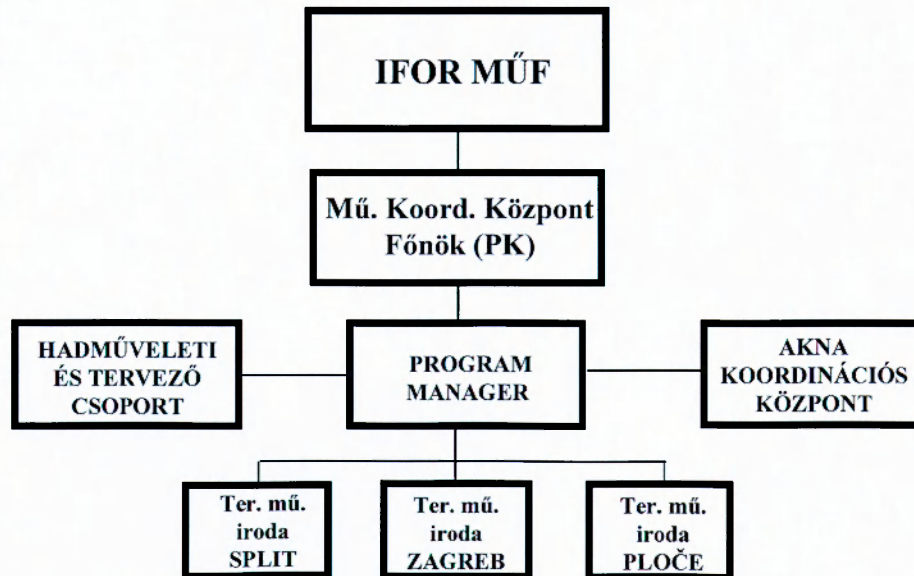 IFOR MŰF
Mű. Koord. Központ
Főnök (PK)
HADMŰVELETI
ÉS TERVEZŐ
CSOPORT
PROGRAM
MANAGER
AKNA
KOORDINÁCIÓS
KÖZPONT
Ter. mű.
iroda
SPLIT
Ter. mű.
iroda
ZAGREB
Ter. mű.
iroda
PLOČE